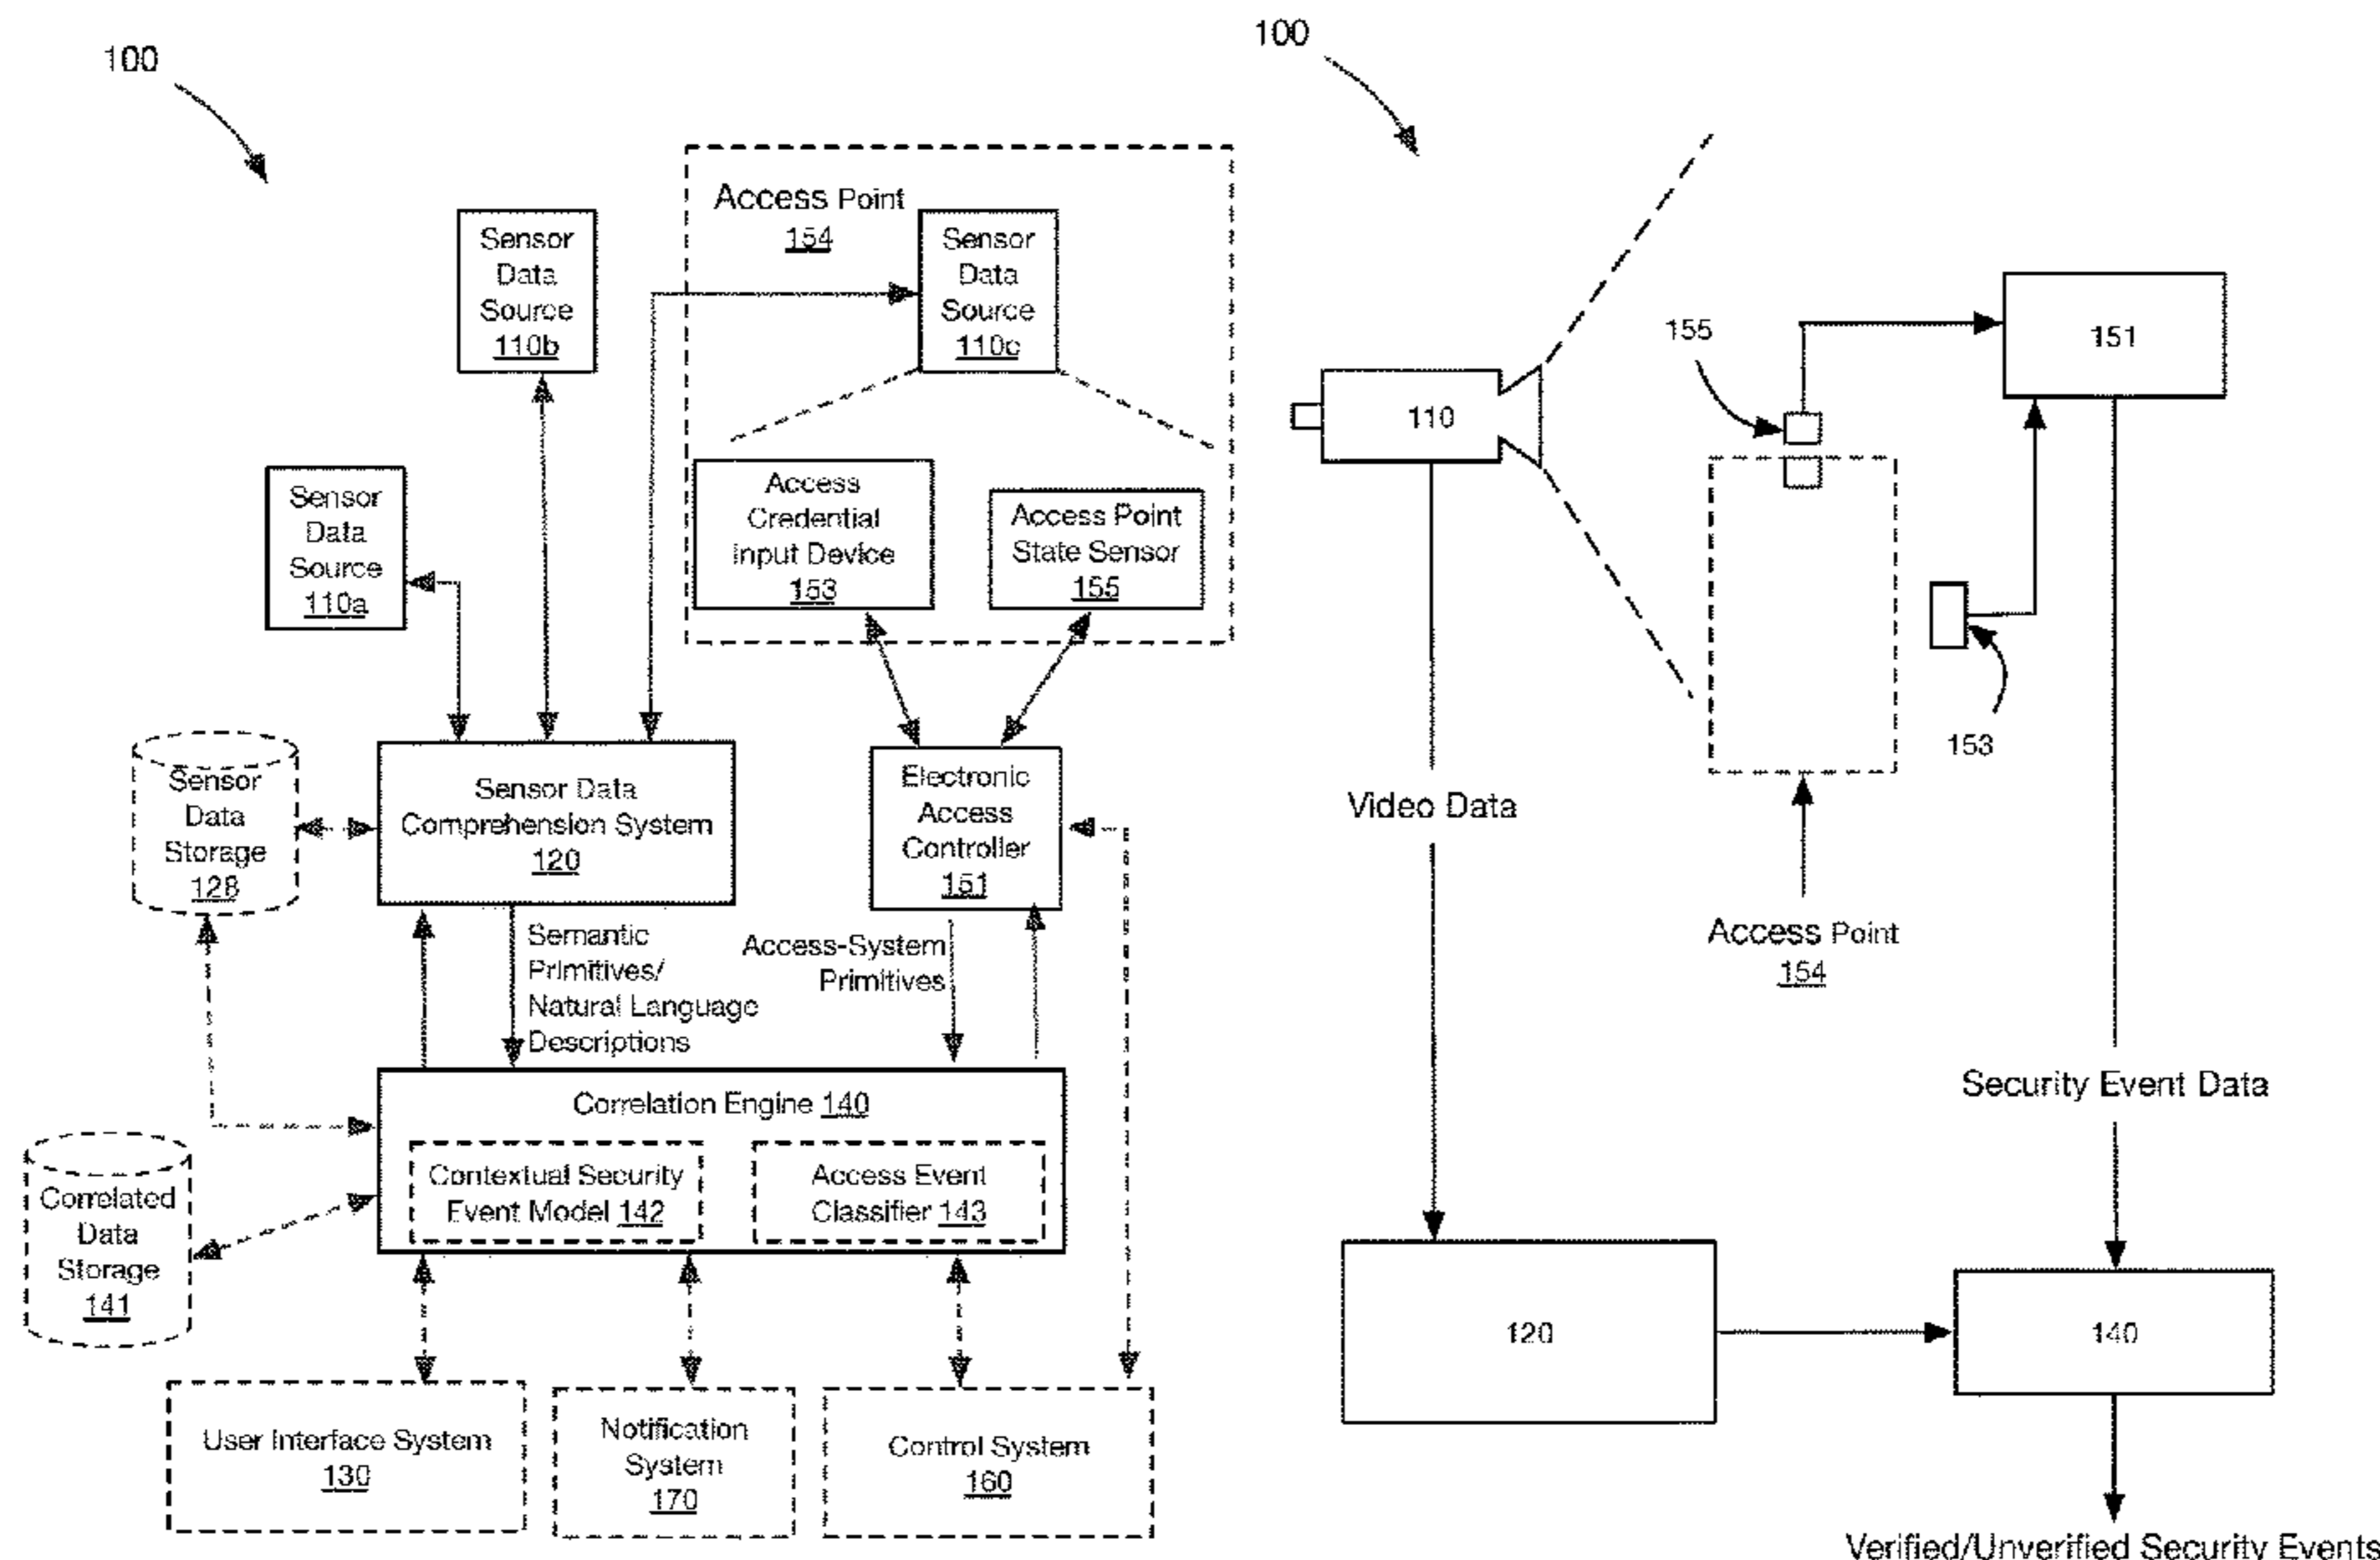 100
Access Point
154
Sensor
Data
Source
110b
Sensor
Data
Source
110c
Sensor
Data
Source
110a
Access
Credential
Input Device
153
Access Point
State Sensor
155
Sensor
Data
Storage
128
Sensor Data
Comprehension System
120
Electronic
Access
Controller
151
Semantic
Primitives/
Natural Language
Descriptions
Access-System
Primitives
Correlation Engine 140
Contextual Security
Event Model 142
Access Event
Classifier 143
Correlated
Data
Storage
141
User Interface System
130
Notification
System
170
Control System
160
100
110
155
151
153
Video Data
Access Point
154
Security Event Data
120
140
Verified/Unverified Security Events